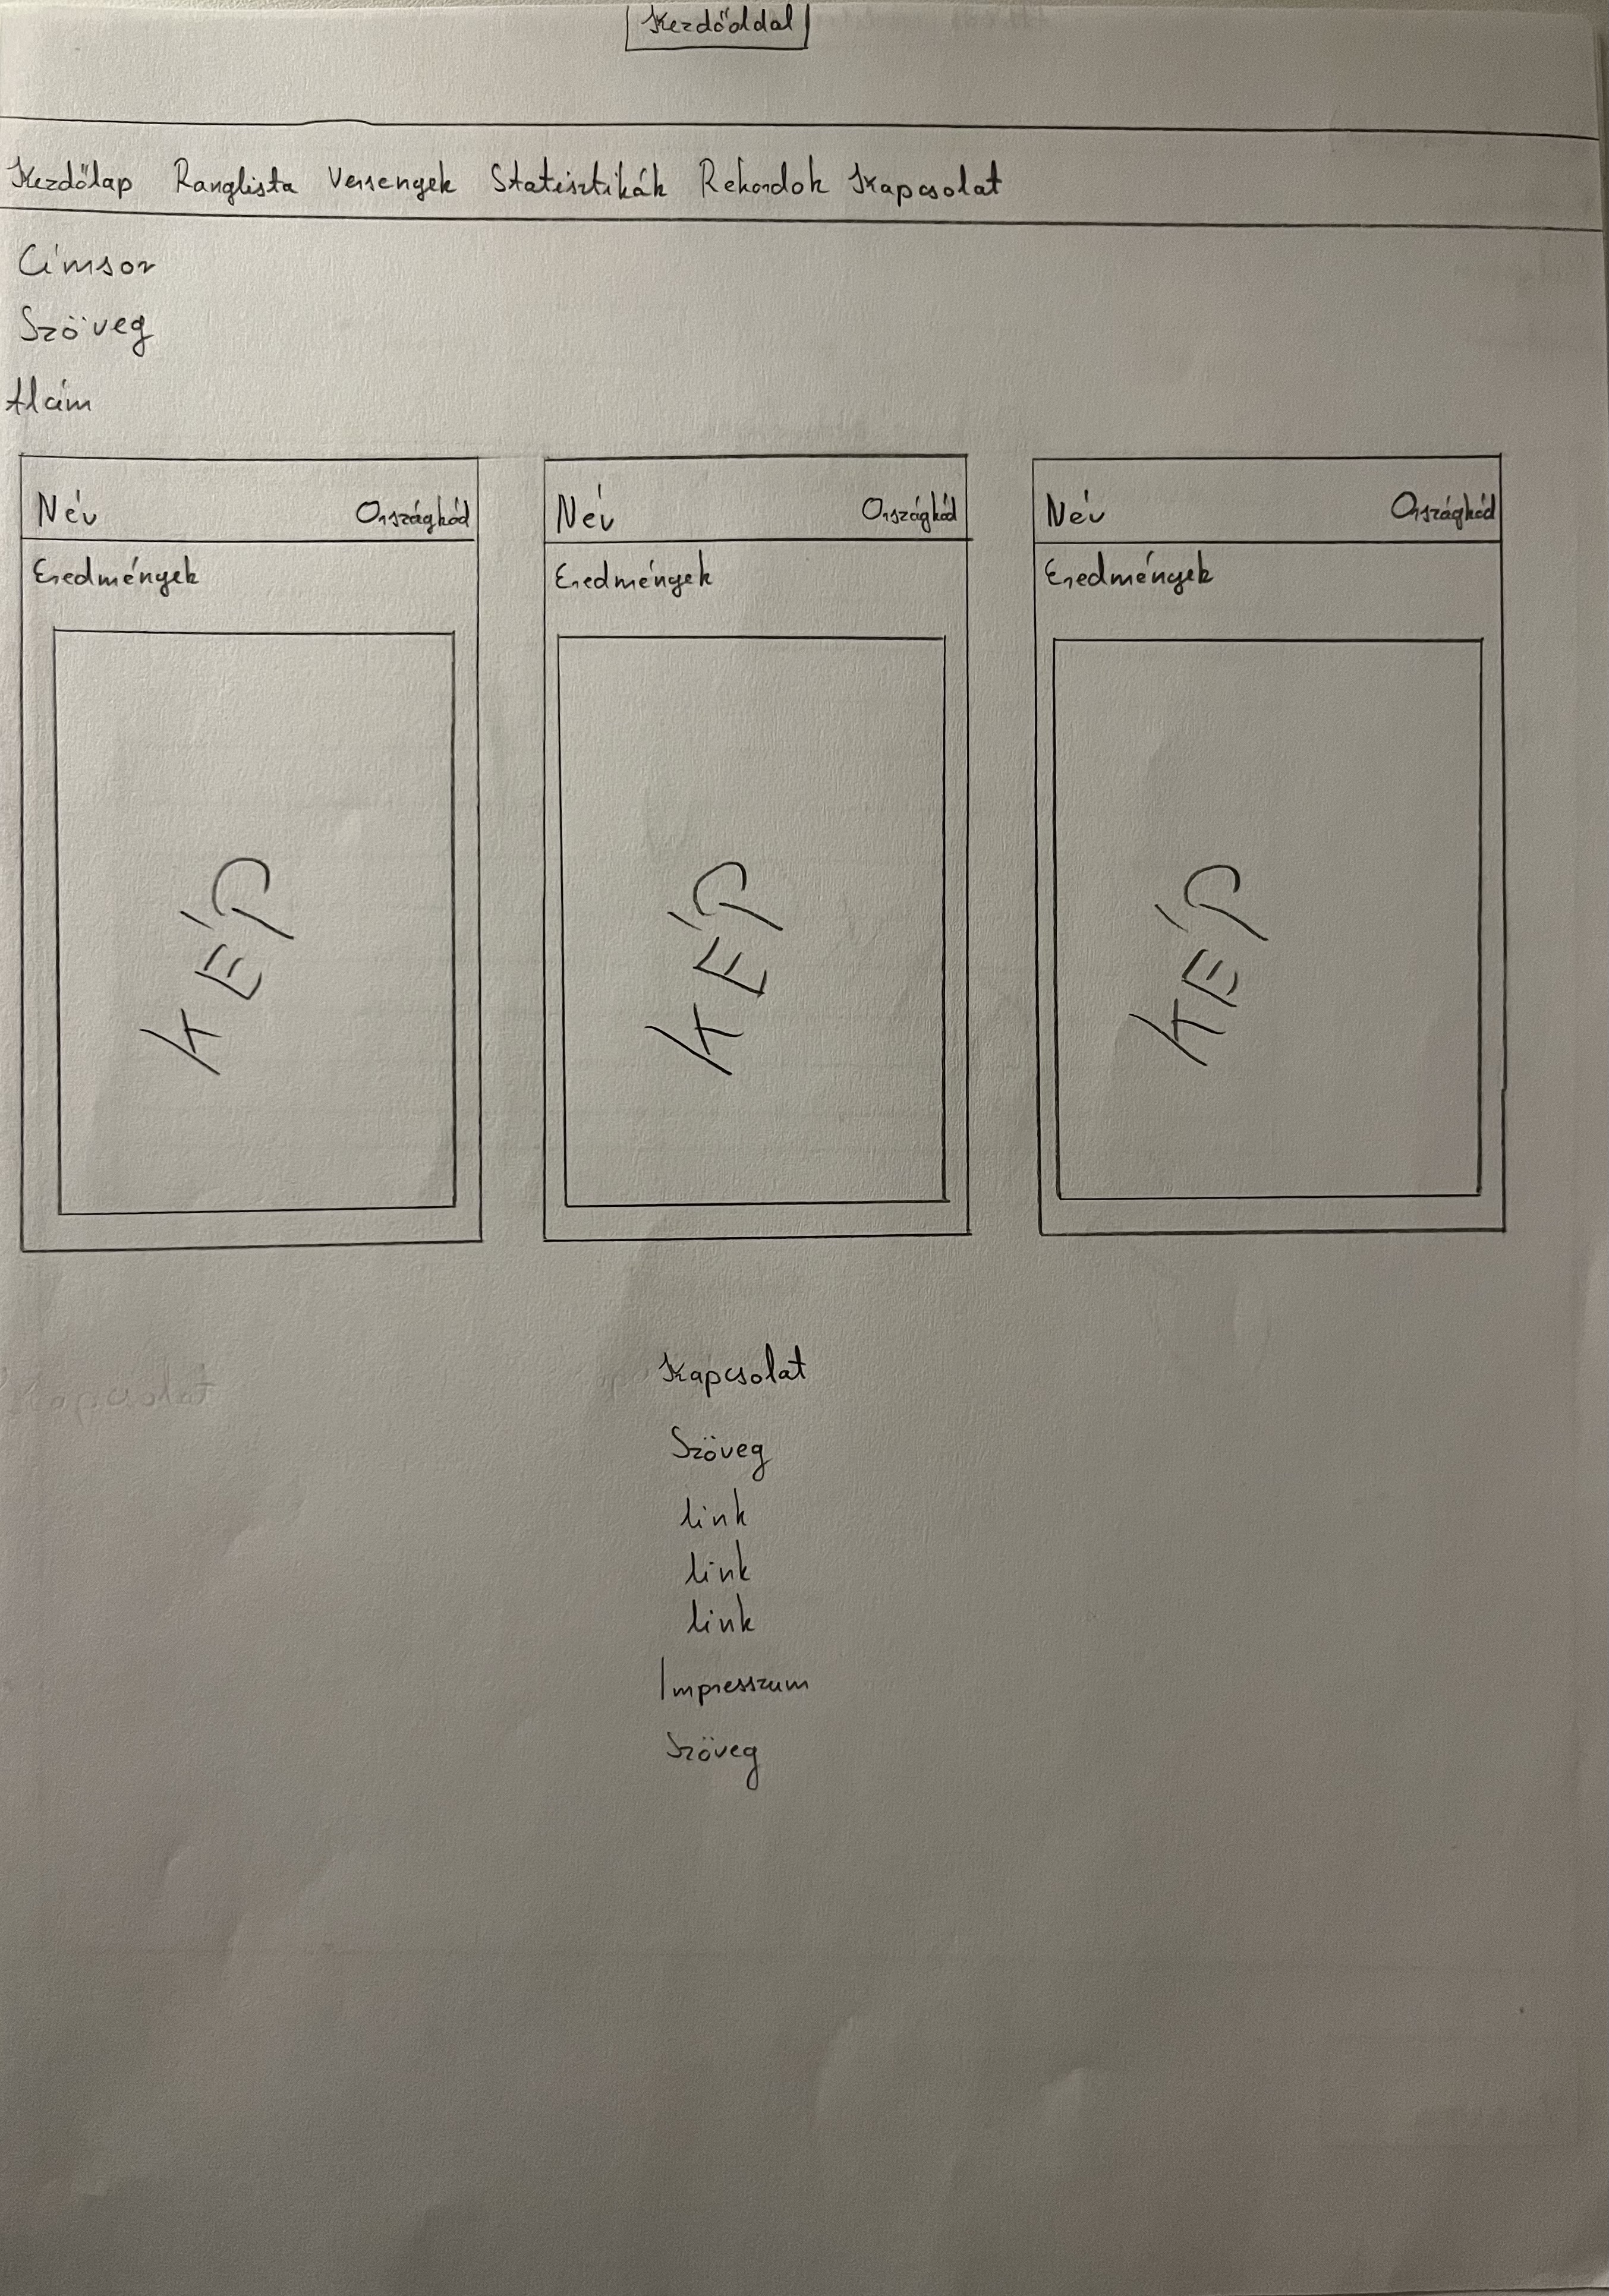 Kezdőoldal
Kezdőlap Ranglista Versenyek Statisztikák Rekordok Kapcsolat
Címsor
Szöveg
Név Országkód Név Országkód Név Országkód
Eredmények Eredmények Eredmények
KÉP KÉP KÉP
Kapcsolat
Szöveg
link
link
link
Impresszum
Szöveg